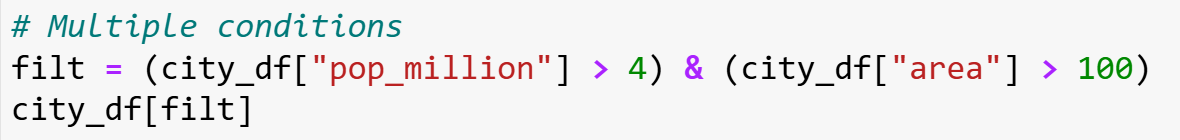 # Multiple conditions
filt = (city_df["pop_million"] > 4) & (city_df["area"] > 100)
city_df[filt]